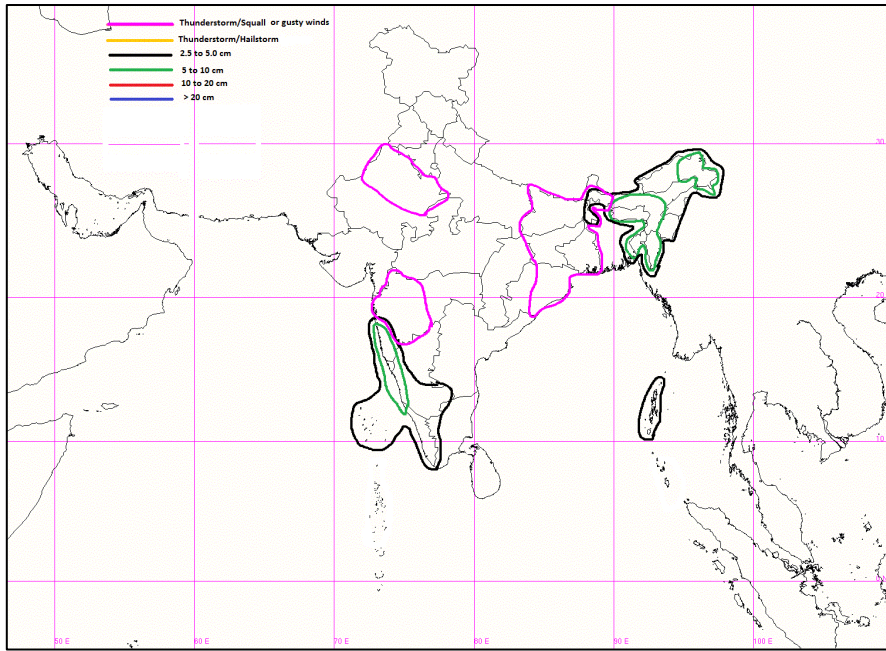 Thunderstorm/Squall or gusty winds
Thunderstorm/Hailstorm
2.5 to 5.0 cm
5 to 10 cm
10 to 20 cm
> 20 cm
30
20
10
50 E
60 E
70 E
80 E
90 E
100 E